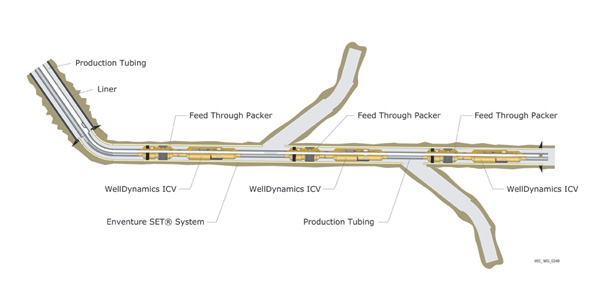 Production Tubing
Liner
Feed Through Packer
Feed Through Packer
Feed Through Packer
WellDynamics ICV
WellDynamics ICV
WellDynamics ICV
Enventure SET® System
Production Tubing